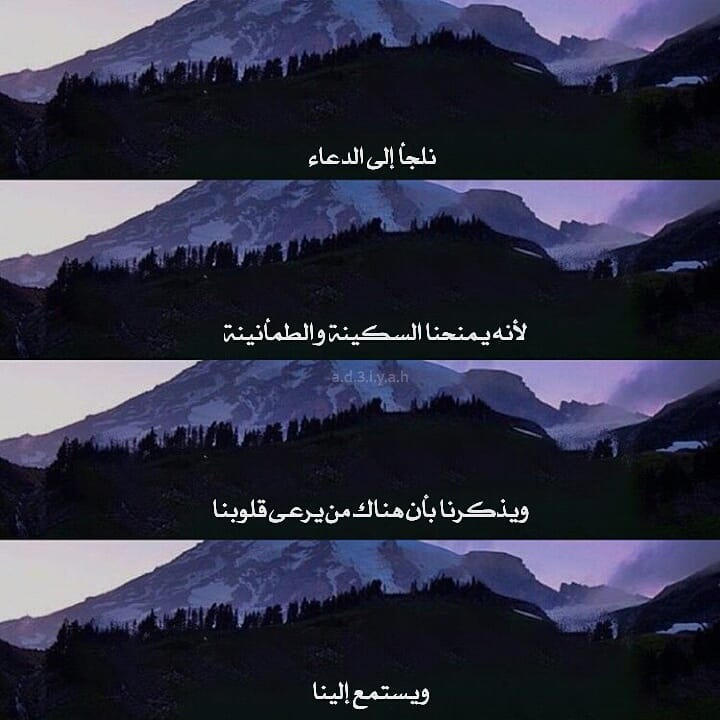 نلجأ إلى الدعاء
لأنه يمنحنا السكينة والطمأنينة
a.d.3.i.y.a.h
ويذكرنا بأن هناك من يرعى قلوبنا
ويستمع إلينا